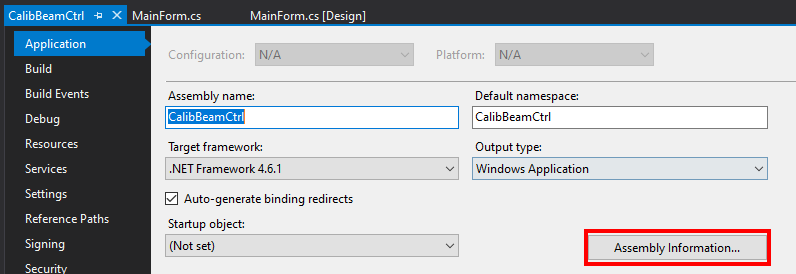 CalibBeamCtrl MainForm.cs MainForm.cs [Design]
Application
Build
Build Events
Debug
Resources
Services
Settings
Reference Paths
Signing
Security
Configuration: N/A Platform: N/A
Assembly name: Default namespace:
CalibBeamCtrl CalibBeamCtrl
Target framework: Output type:
.NET Framework 4.6.1 Windows Application
Auto-generate binding redirects
Startup object:
(Not set) Assembly Information...